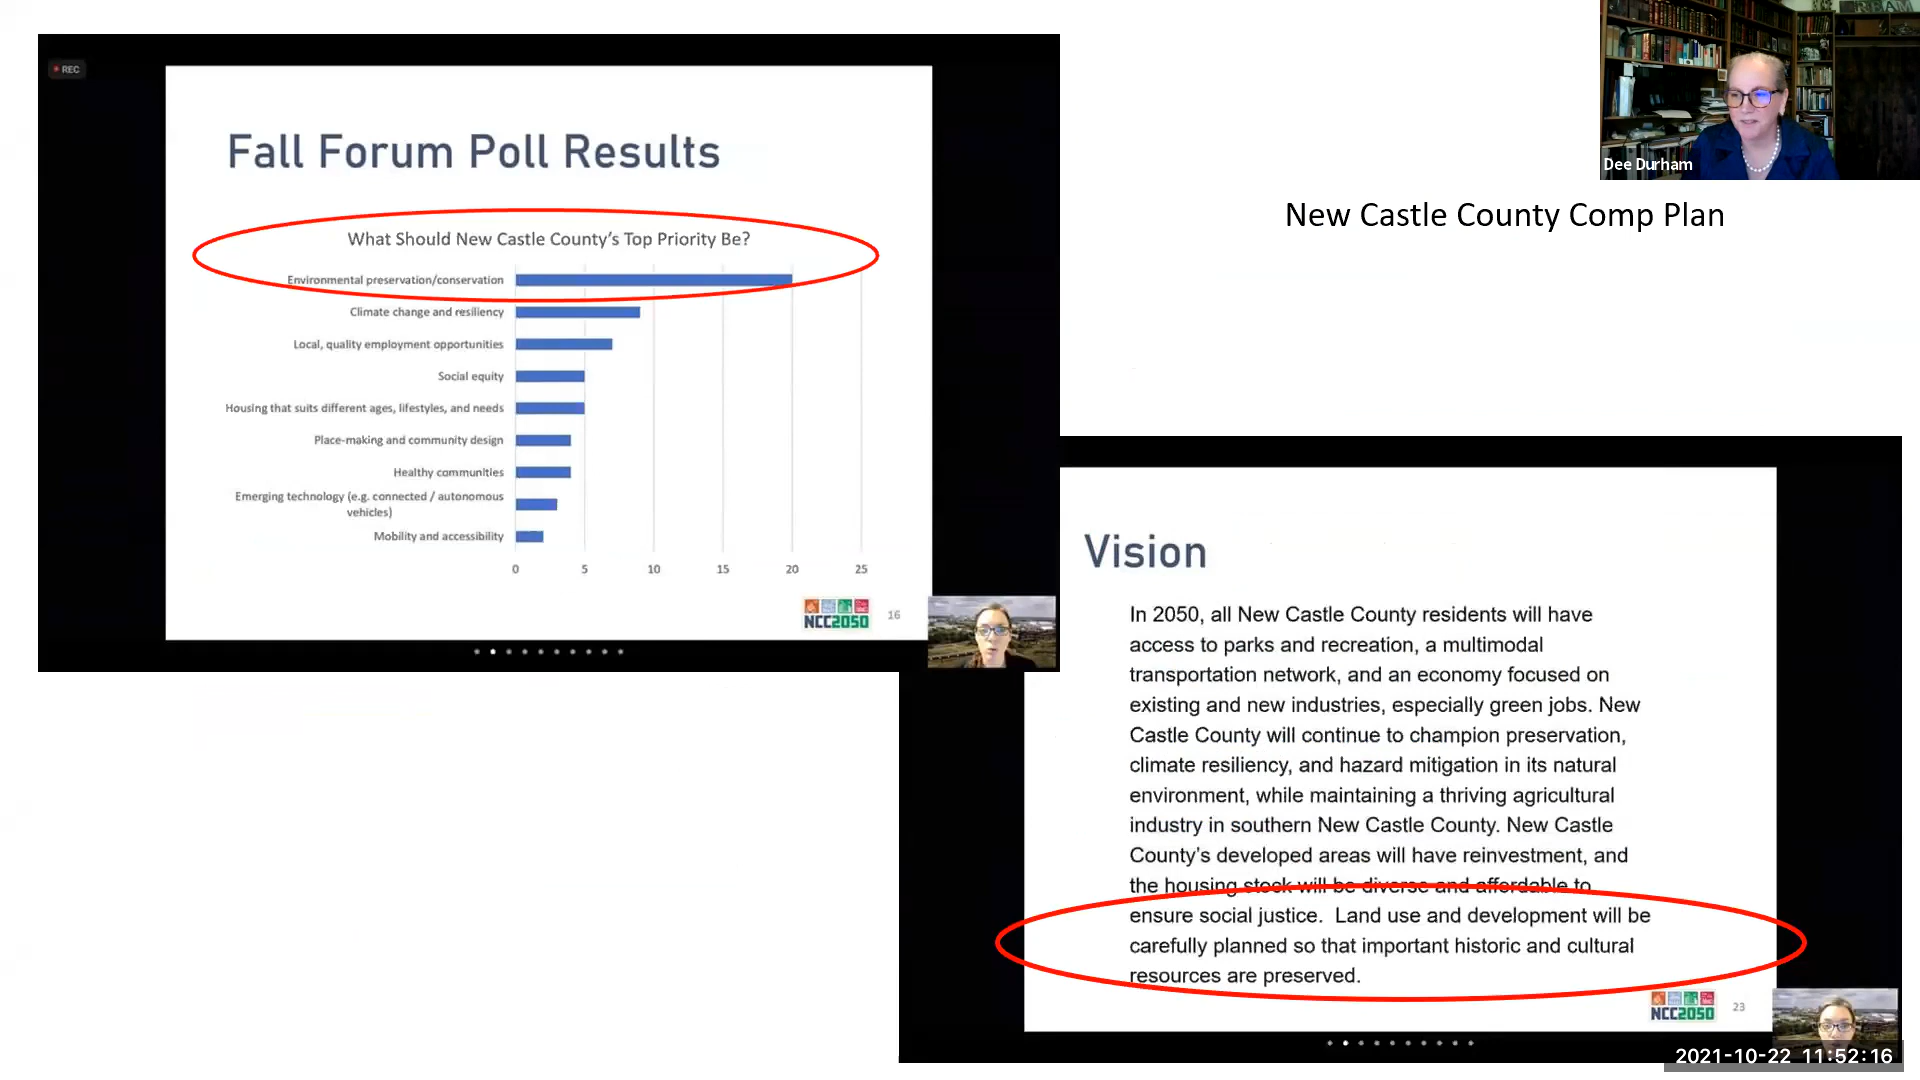 REC
Fall Forum Poll Results
What Should New Castle County's Top Priority Be?
Environmental preservation/conservation
Climate change and resiliency
Local, quality employment opportunities
Social equity
Housing that suits different ages, lifestyles, and needs
Place-making and community design
Healthy communities
Emerging technology (e.g. connected / autonomous
vehicles)
Mobility and accessibility
0 5 10 15 20 25
NCC2050
16
Dee Durham
New Castle County Comp Plan
Vision
In 2050, all New Castle County residents will have
access to parks and recreation, a multimodal
transportation network, and an economy focused on
existing and new industries, especially green jobs. New
Castle County will continue to champion preservation,
climate resiliency, and hazard mitigation in its natural
environment, while maintaining a thriving agricultural
industry in southern New Castle County. New Castle
County's developed areas will have reinvestment, and
the housing stock will be diverse and affordable to
ensure social justice. Land use and development will be
carefully planned so that important historic and cultural
resources are preserved.
NCC2050
23
2021-10-22 11:52:16